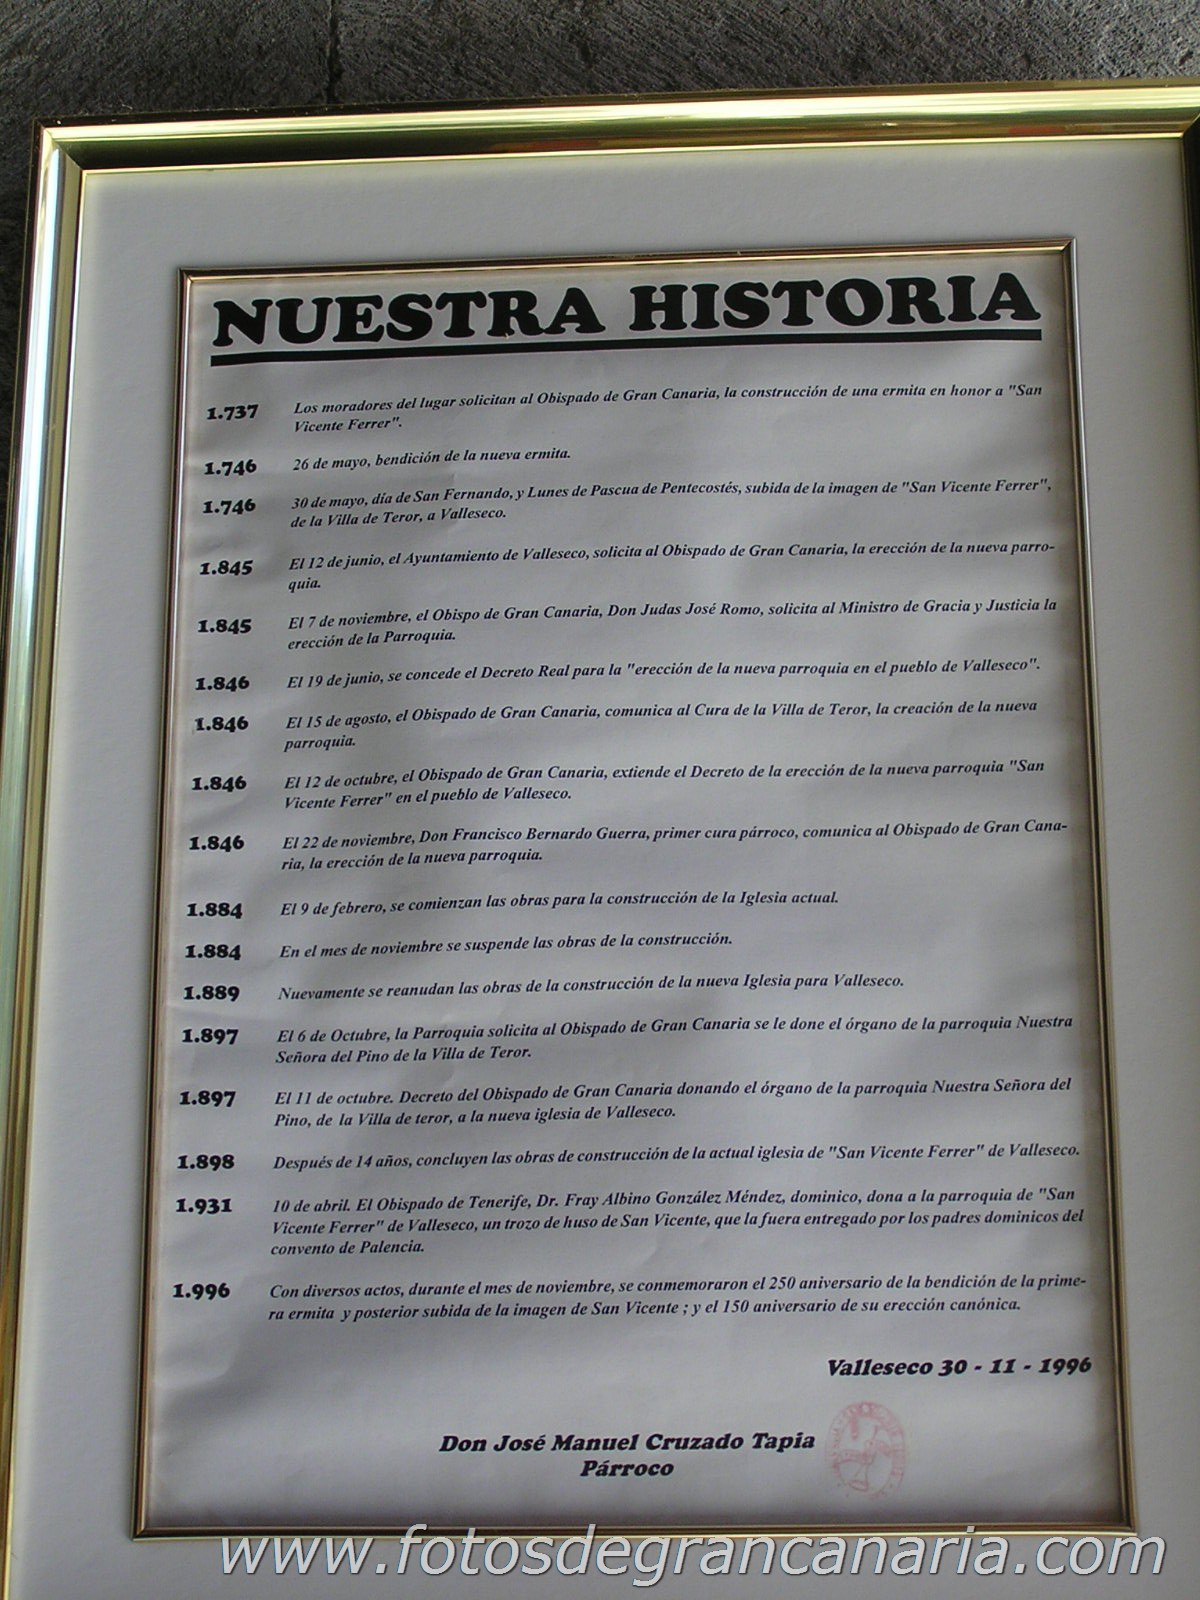 NUESTRA HISTORIA
1.737 Los moradores del lugar solicitan al Obispado de Gran Canaria, la construcción de una ermita en honor a "San
Vicente Ferrer".
1.746 26 de mayo, bendición de la nueva ermita.
1.746 30 de mayo, día de San Fernando, y Lunes de Pascua de Pentecostés, subida de la imagen de "San Vicente Ferrer",
de la Villa de Teror, a Valleseco.
1.845 El 12 de junio, el Ayuntamiento de Valleseco, solicita al Obispado de Gran Canaria, la erección de la nueva parro-
quia.
1.845 El 7 de noviembre, el Obispo de Gran Canaria, Don Judas José Romo, solicita al Ministro de Gracia y Justicia la
erección de la Parroquia.
1.846 El 19 de junio, se concede el Decreto Real para la "erección de la nueva parroquia en el pueblo de Valleseco".
1.846 El 15 de agosto, el Obispado de Gran Canaria, comunica al Cura de la Villa de Teror, la creación de la nueva
parroquia.
1.846 El 12 de octubre, el Obispado de Gran Canaria, extiende el Decreto de la erección de la nueva parroquia "San
Vicente Ferrer" en el pueblo de Valleseco.
1.846 El 22 de noviembre, Don Francisco Bernardo Guerra, primer cura párroco, comunica al Obispado de Gran Cana-
ria, la erección de la nueva parroquia.
1.884 El 9 de febrero, se comienzan las obras para la construcción de la Iglesia actual.
1.884 En el mes de noviembre se suspende las obras de la construcción.
1.889 Nuevamente se reanudan las obras de la construcción de la nueva Iglesia para Valleseco.
1.897 El 6 de Octubre, la Parroquia solicita al Obispado de Gran Canaria se le done el órgano de la parroquia Nuestra
Señora del Pino de la Villa de Teror.
1.897 El 11 de octubre. Decreto del Obispado de Gran Canaria donando el órgano de la parroquia Nuestra Señora del
Pino, de la Villa de teror, a la nueva iglesia de Valleseco.
1.898 Después de 14 años, concluyen las obras de construcción de la actual iglesia de "San Vicente Ferrer" de Valleseco.
1.931 10 de abril. El Obispado de Tenerife, Dr. Fray Albino González Méndez, dominico, dona a la parroquia de "San
Vicente Ferrer" de Valleseco, un trozo de huso de San Vicente, que la fuera entregado por los padres dominicos del
convento de Palencia.
1.996 Con diversos actos, durante el mes de noviembre, se conmemoraron el 250 aniversario de la bendición de la prime-
ra ermita y posterior subida de la imagen de San Vicente ; y el 150 aniversario de su erección canónica.
Valleseco 30 - 11 - 1996
Don José Manuel Cruzado Tapia
Párroco
www.fotosdegrancanaria.com